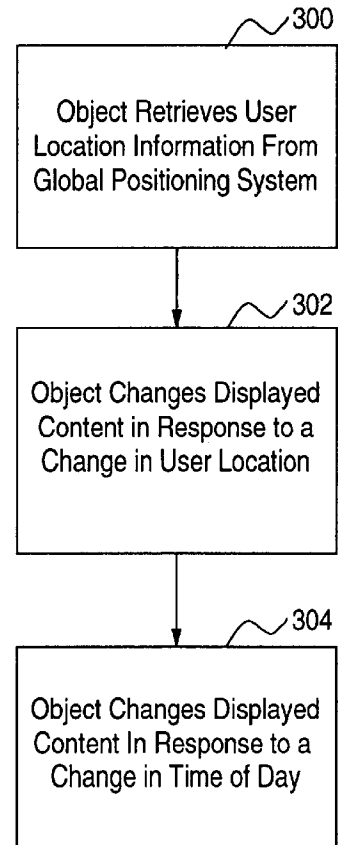 300
Object Retrieves User
Location Information From
Global Positioning System
302
Object Changes Displayed
Content in Response to a
Change in User Location
304
Object Changes Displayed
Content In Response to a
Change in Time of Day